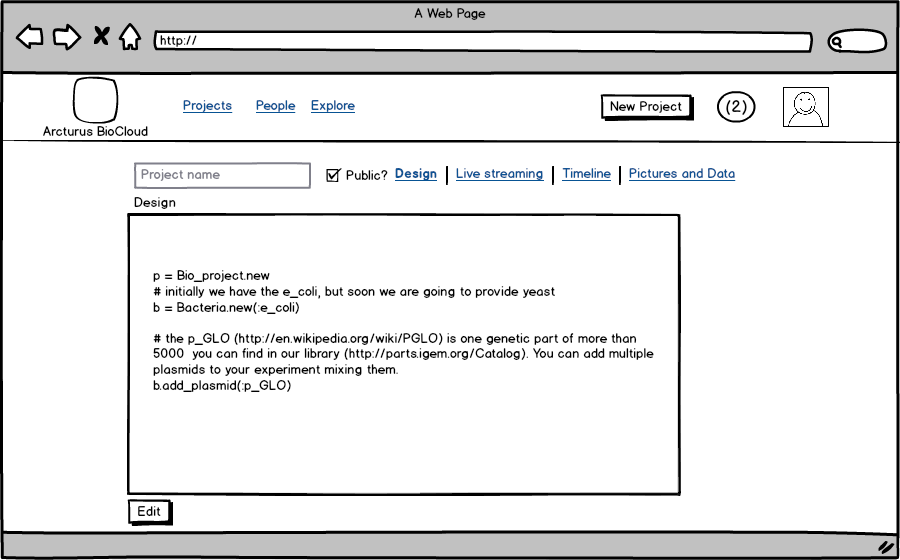 A Web Page
http://
Arcturus BioCloud
Projects People Explore
New Project
(2)
Project name
Public? Design Live streaming Timeline Pictures and Data
Design
p = Bio_project.new
# initially we have the e_coli, but soon we are going to provide yeast
b = Bacteria.new(:e_coli)
# the p_GLO (http://en.wikipedia.org/wiki/PGLO) is one genetic part of more than
5000 you can find in our library (http://parts.igem.org/Catalog). You can add multiple
plasmids to your experiment mixing them.
b.add_plasmid(:p_GLO)
Edit